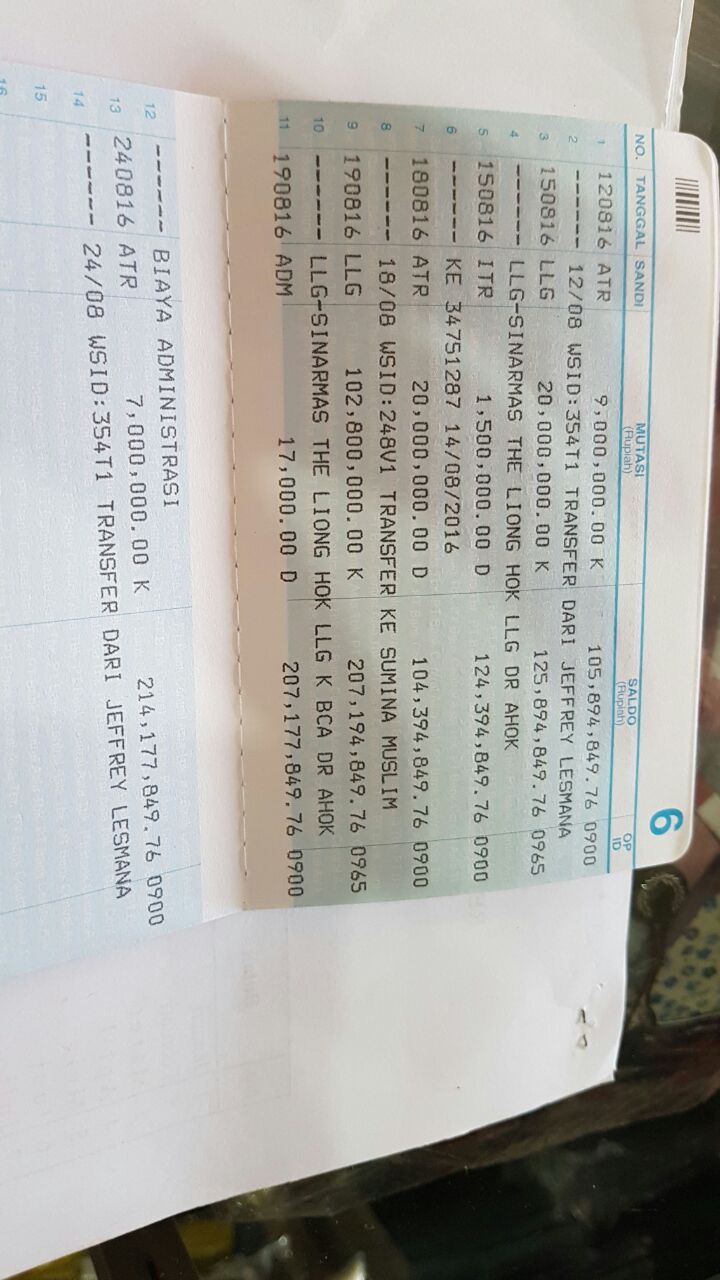 6
NO. TANGGAL SANDI MUTASI (Rupiah) SALDO (Rupiah) OP ID
1 120816 ATR 9,000,000.00 K 105,894,849.76 0900
2 ------ 12/08 WSID:354T1 TRANSFER DARI JEFFREY LESMANA
3 150816 LLG 20,000,000.00 K 125,894,849.76 0965
4 ------ LLG-SINARMAS THE LIONG HOK LLG DR AHOK
5 150816 ITR 1,500,000.00 D 124,394,849.76 0900
6 ------ KE 34751287 14/08/2016
7 180816 ATR 20,000,000.00 D 104,394,849.76 0900
8 ------ 18/08 WSID:248V1 TRANSFER KE SUMINA MUSLIM
9 190816 LLG 102,800,000.00 K 207,194,849.76 0965
10 ------ LLG-SINARMAS THE LIONG HOK LLG K BCA DR AHOK
11 190816 ADM 17,000.00 D 207,177,849.76 0900
12 ------ BIAYA ADMINISTRASI
13 240816 ATR 7,000,000.00 K 214,177,849.76 0900
14 ------ 24/08 WSID:354T1 TRANSFER DARI JEFFREY LESMANA
15
16